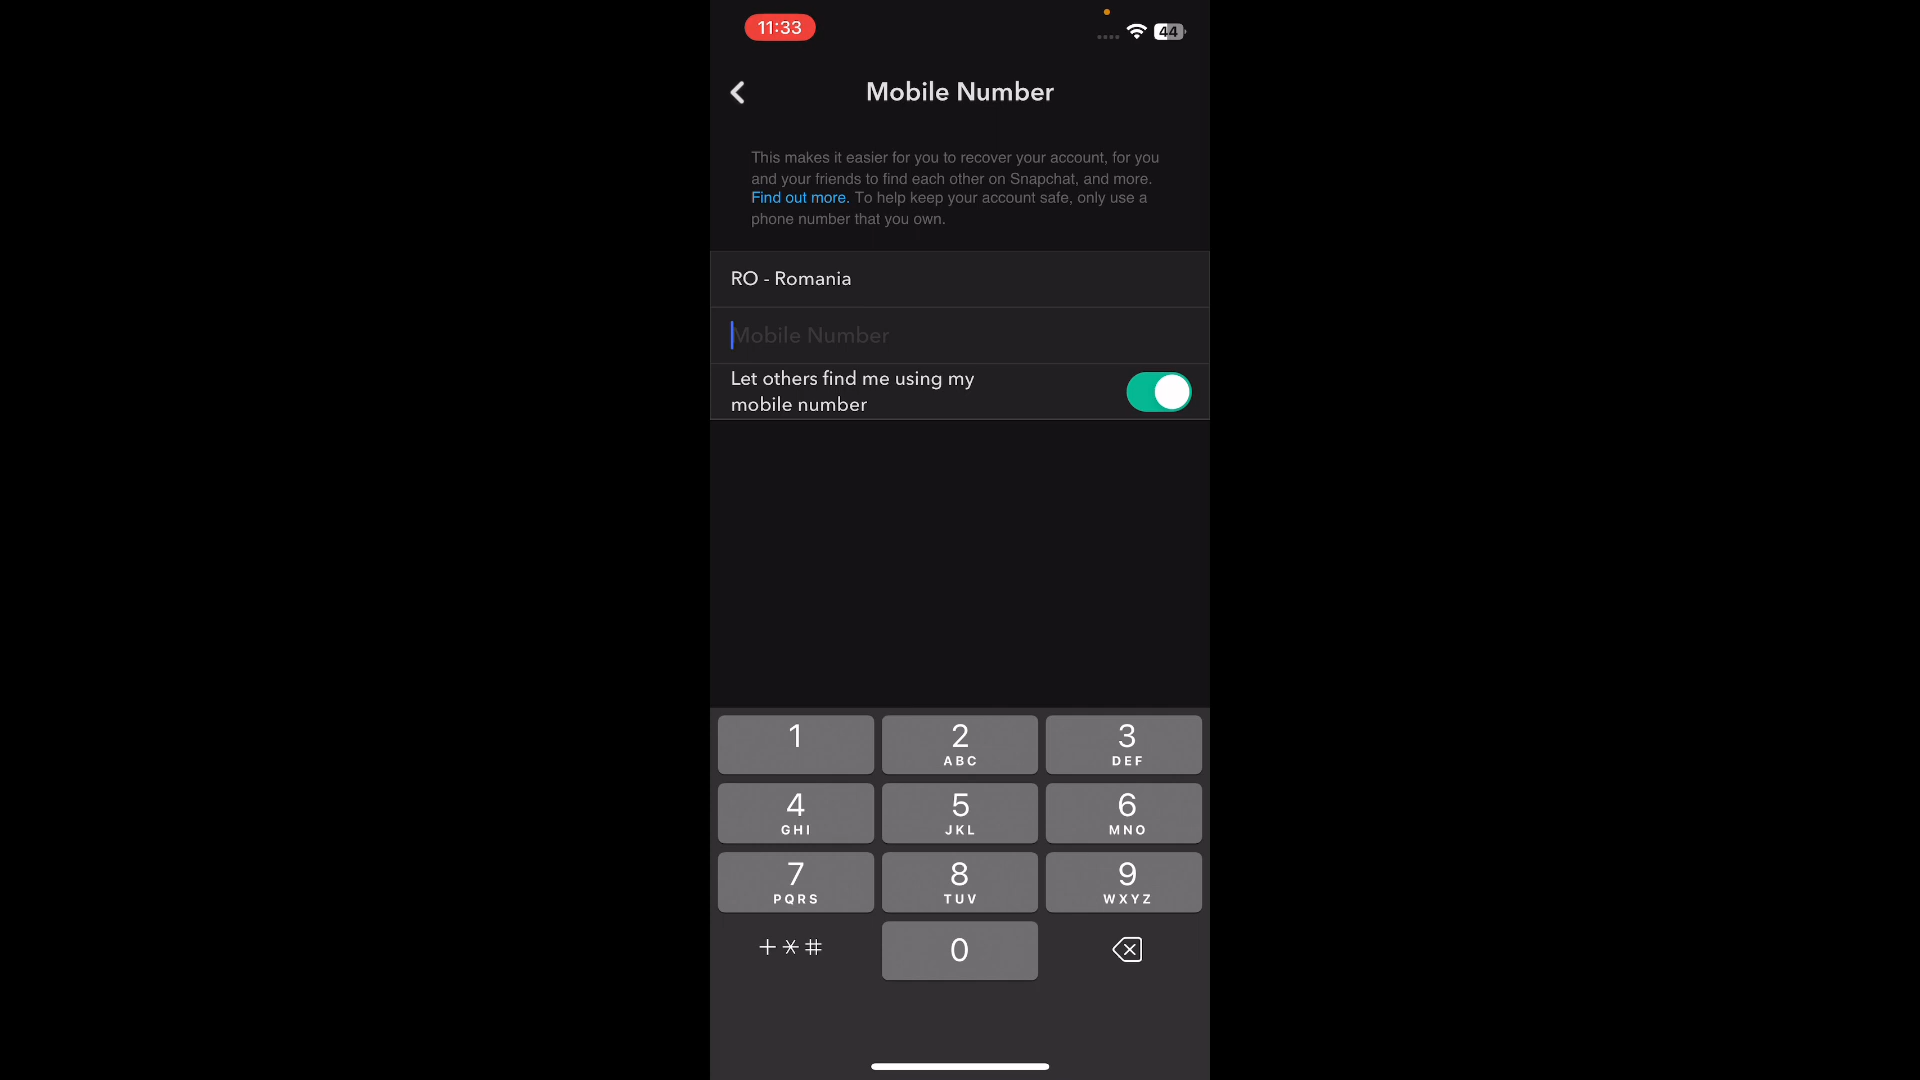 11:33
44
Mobile Number
This makes it easier for you to recover your account, for you
and your friends to find each other on Snapchat, and more.
Find out more. To help keep your account safe, only use a
phone number that you own.
RO - Romania
Mobile Number
Let others find me using my
mobile number
1
2
ABC
3
DEF
4
GHI
5
JKL
6
MNO
7
PQRS
8
TUV
9
WXYZ
+*#
0